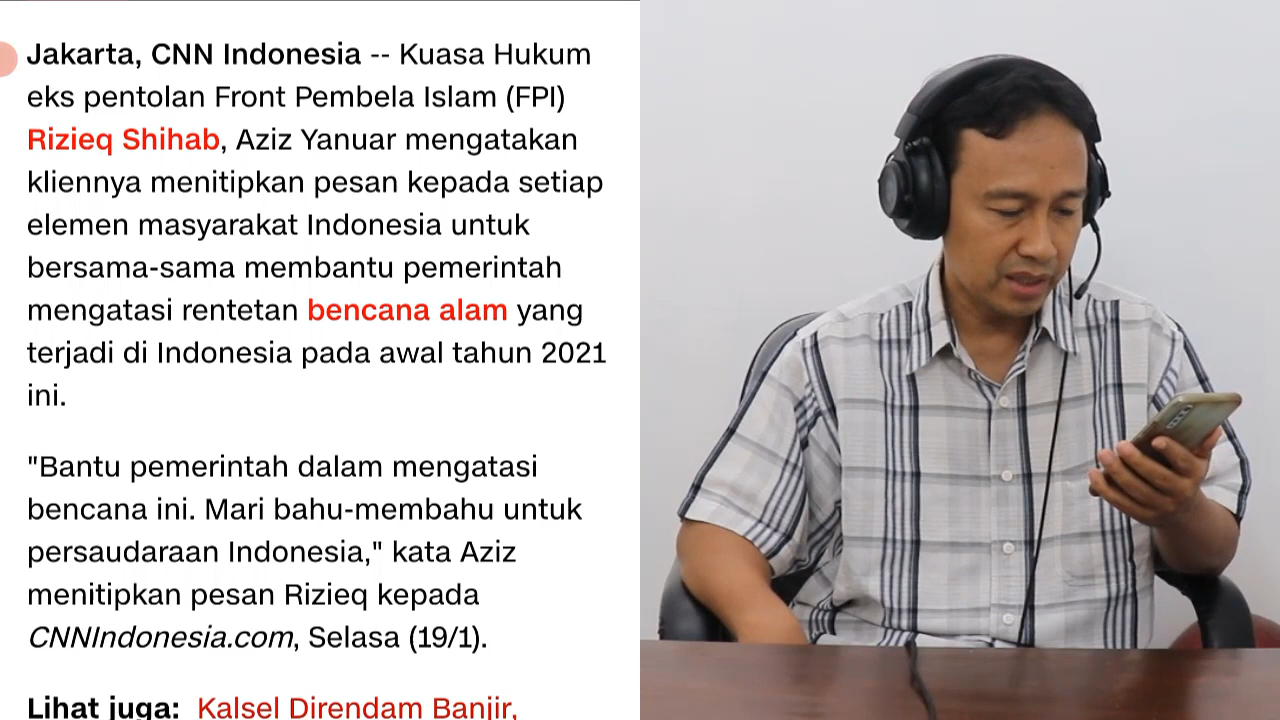 Jakarta, CNN Indonesia -- Kuasa Hukum
eks pentolan Front Pembela Islam (FPI)
Rizieq Shihab, Aziz Yanuar mengatakan
kliennya menitipkan pesan kepada setiap
elemen masyarakat Indonesia untuk
bersama-sama membantu pemerintah
mengatasi rentetan bencana alam yang
terjadi di Indonesia pada awal tahun 2021
ini.
"Bantu pemerintah dalam mengatasi
bencana ini. Mari bahu-membahu untuk
persaudaraan Indonesia," kata Aziz
menitipkan pesan Rizieq kepada
CNNIndonesia.com, Selasa (19/1).
Lihat juga: Kalsel Direndam Banjir,